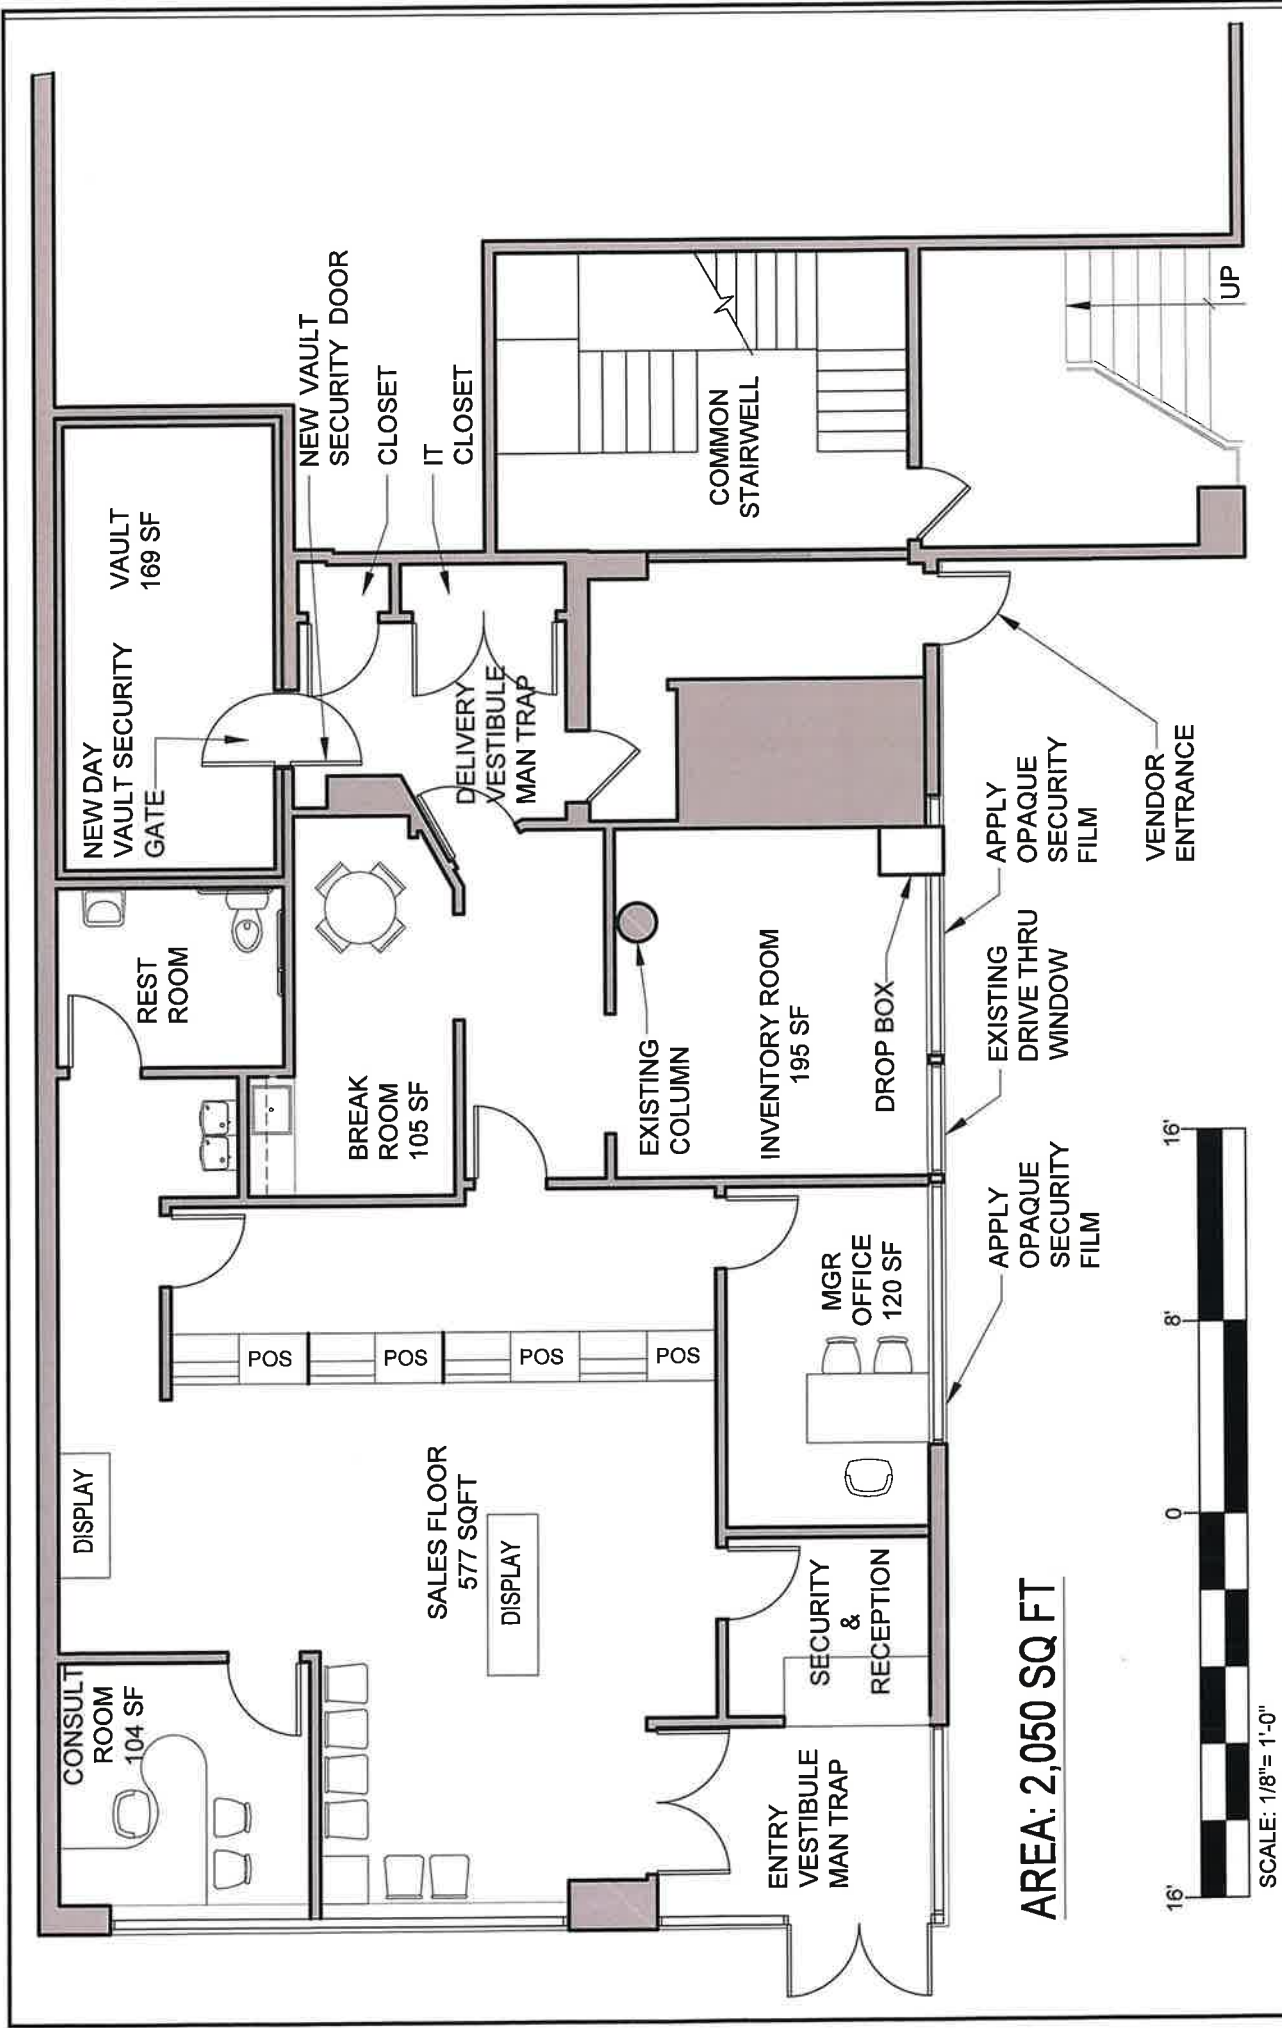 CONSULT
ROOM
104 SF
DISPLAY
REST
ROOM
NEW DAY
VAULT SECURITY
GATE
VAULT
169 SF
NEW VAULT
SECURITY DOOR
CLOSET
IT
CLOSET
SALES FLOOR
577 SQFT
DISPLAY
POS
POS
POS
POS
BREAK
ROOM
105 SF
DELIVERY
VESTIBULE
MAN TRAP
COMMON
STAIRWELL
EXISTING
COLUMN
INVENTORY ROOM
195 SF
DROP BOX
MGR
OFFICE
120 SF
SECURITY
&
RECEPTION
ENTRY
VESTIBULE
MAN TRAP
APPLY
OPAQUE
SECURITY
FILM
EXISTING
DRIVE THRU
WINDOW
APPLY
OPAQUE
SECURITY
FILM
VENDOR
ENTRANCE
UP
AREA: 2,050 SQ FT
16'
0
8'
16'
SCALE: 1/8"= 1'-0"